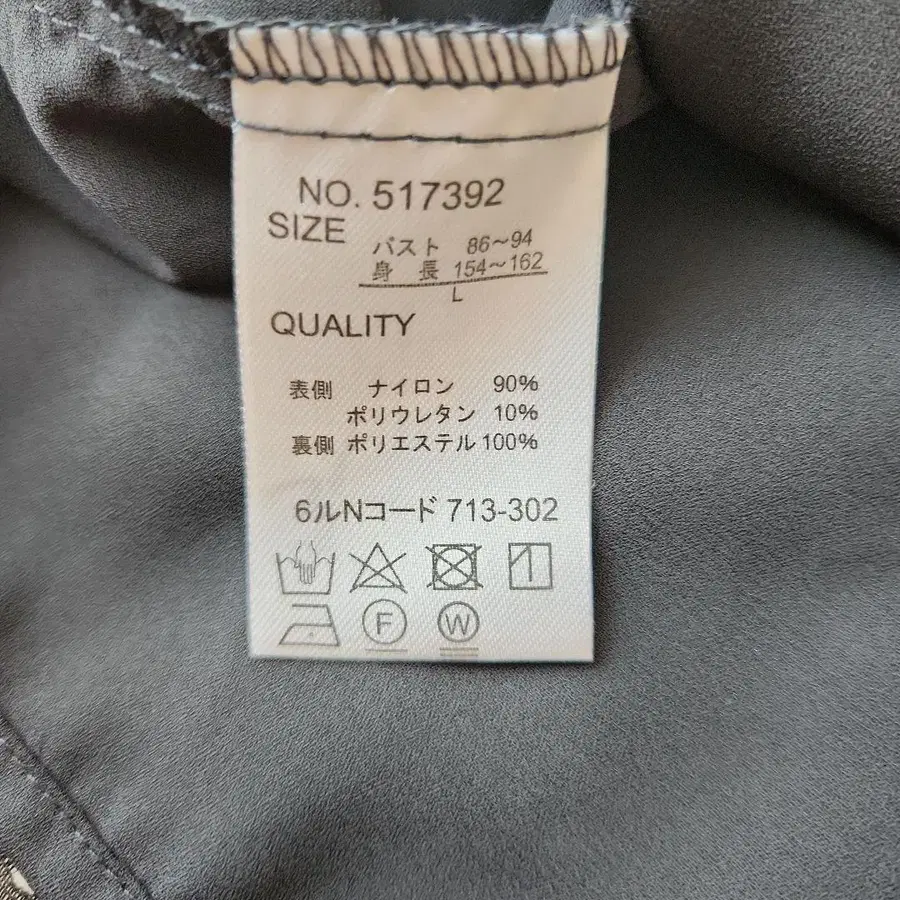 NO. 517392
SIZE
バスト 86～94
身 長 154～162
L
QUALITY
表側 ナイロン 90%
ポリウレタン 10%
裏側 ポリエステル 100%
6ルNコード 713-302
F W